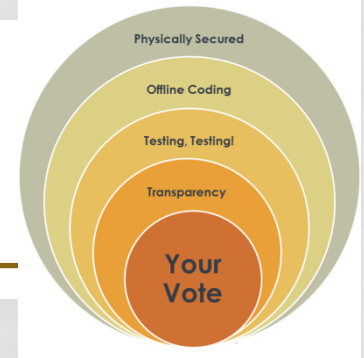 Physically Secured
Offline Coding
Testing, Testing!
Transparency
Your
Vote